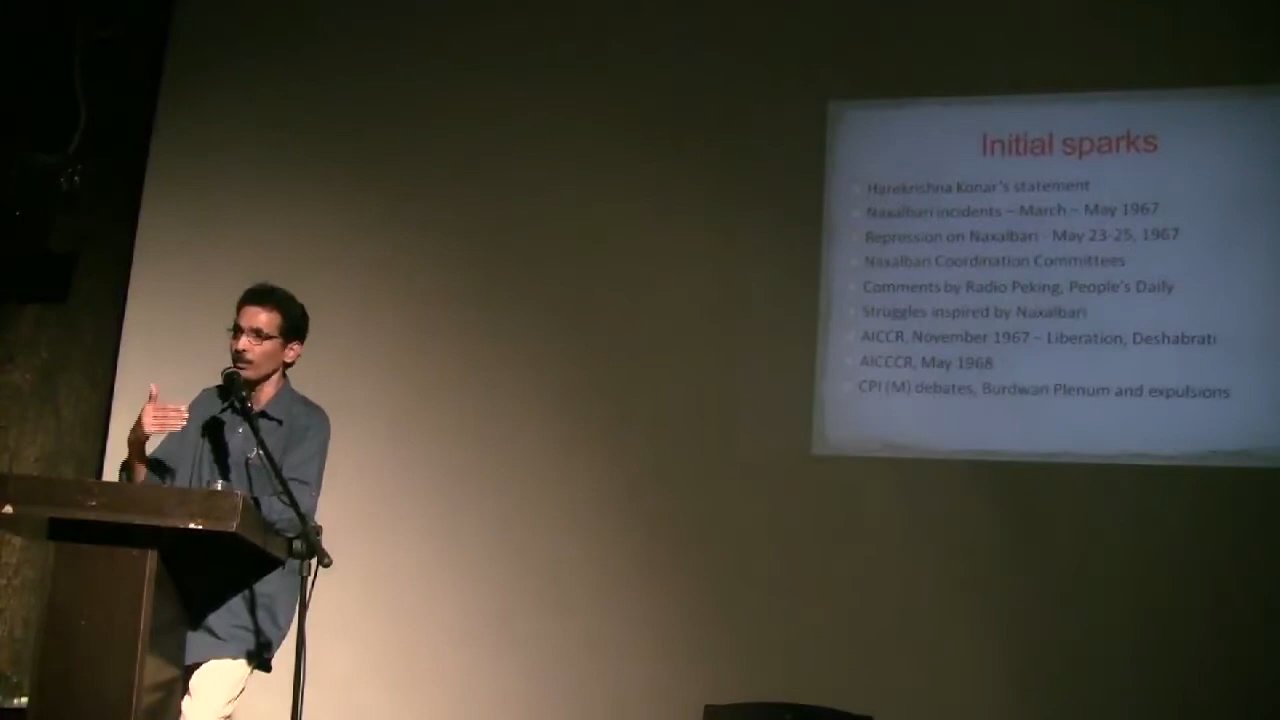 Initial sparks
Harekrishna Konar's statement
Naxalbari incidents – March – May 1967
Repression on Naxalbari - May 23-25, 1967
Naxalbari Coordination Committees
Comments by Radio Peking, People's Daily
Struggles inspired by Naxalbari
AICCR, November 1967 – Liberation, Deshabrati
AICCCR, May 1968
CPI (M) debates, Burdwan Plenum and expulsions